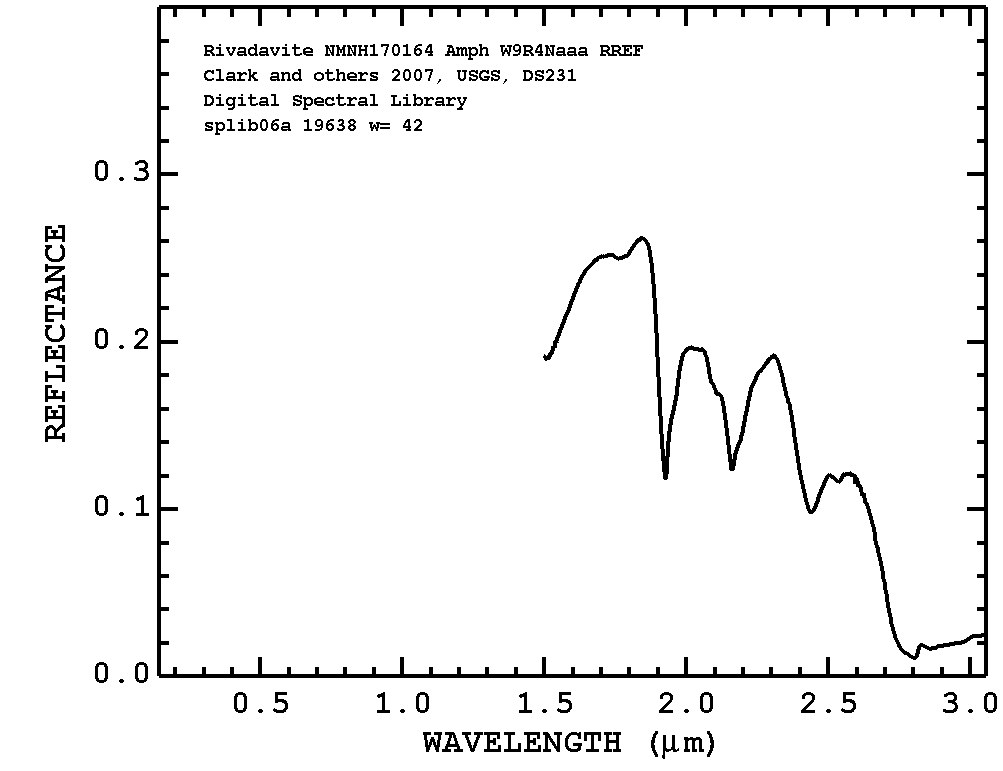 Rivadavite NMNH170164 Amph W9R4Naaa RREF
Clark and others 2007, USGS, DS231
Digital Spectral Library
splib06a 19638 w= 42
0.3
0.2
0.1
0.0
REFLECTANCE
0.5 1.0 1.5 2.0 2.5 3.0
WAVELENGTH (μm)